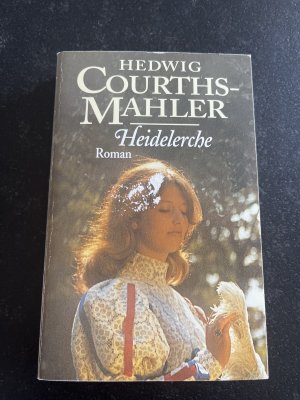 HEDWIG
COURTHS-
MAHLER
Heidelerche
Roman